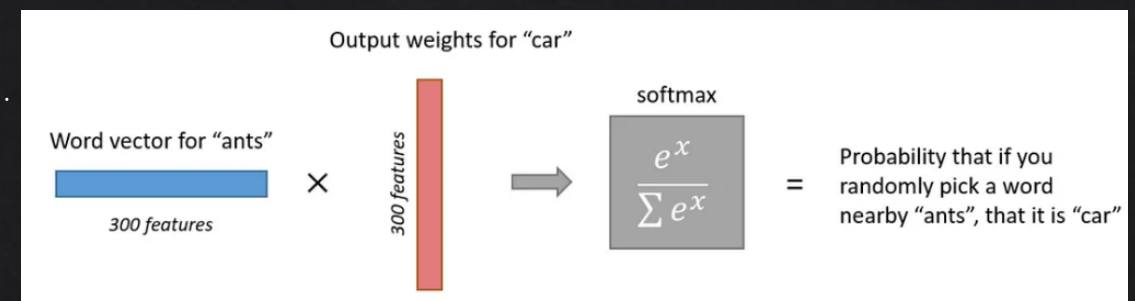 Output weights for “car”
Word vector for “ants”
300 features
×
300 features
softmax
e^x
∑ e^x
=
Probability that if you
randomly pick a word
nearby “ants”, that it is “car”